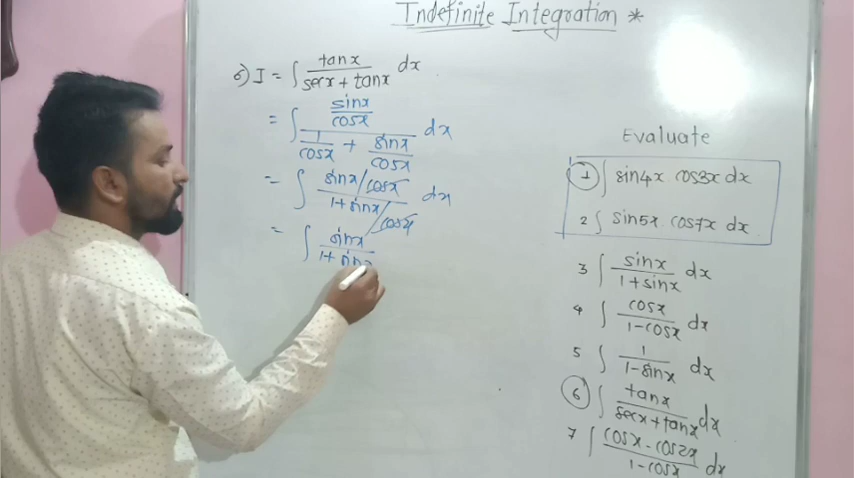 Indefinite Integration *
6) I = ∫ tanx / (secx + tanx) dx
= ∫ (sinx/cosx) / (1/cosx + sinx/cosx) dx
= ∫ (sinx/cosx) / (1+sinx/cosx) dx
= ∫ sinx / (1+sinx
Evaluate
1 ∫ sin4x cos3x dx
2 ∫ sin5x cos7x dx
3 ∫ sinx / (1+sinx) dx
4 ∫ cosx / (1-cosx) dx
5 ∫ 1 / (1-sinx) dx
6 ∫ tanx / (secx+tanx) dx
7 ∫ (cosx - cos2x) / (1-cosx) dx